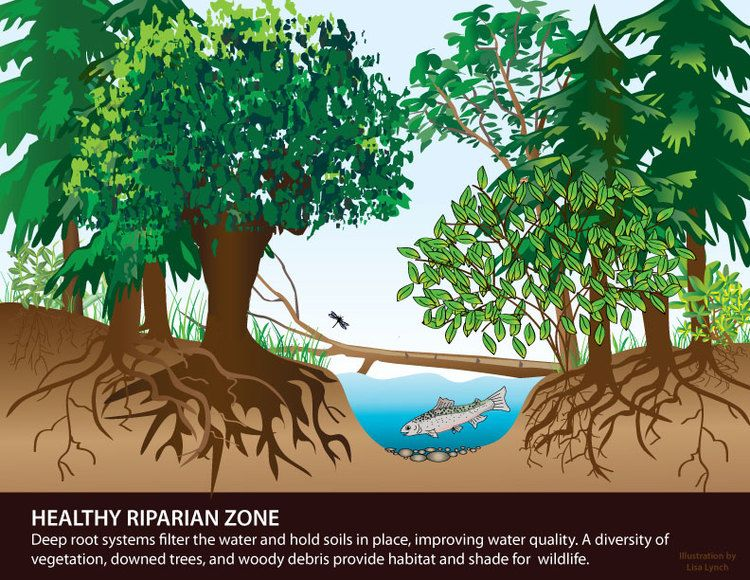 HEALTHY RIPARIAN ZONE
Deep root systems filter the water and hold soils in place, improving water quality. A diversity of
vegetation, downed trees, and woody debris provide habitat and shade for  wildlife.
Illustration by
Lisa Lynch